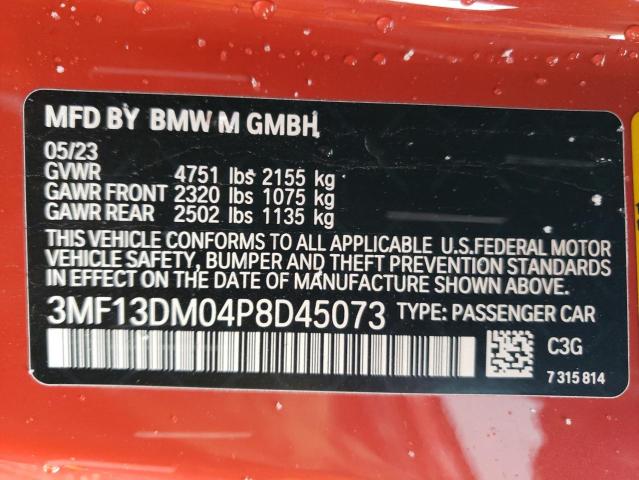 MFD BY BMW M GMBH
05/23
GVWR 4751 lbs 2155 kg
GAWR FRONT 2320 lbs 1075 kg
GAWR REAR 2502 lbs 1135 kg
THIS VEHICLE CONFORMS TO ALL APPLICABLE U.S.FEDERAL MOTOR
VEHICLE SAFETY, BUMPER AND THEFT PREVENTION STANDARDS
IN EFFECT ON THE DATE OF MANUFACTURE SHOWN ABOVE.
3MF13DM04P8D45073 TYPE: PASSENGER CAR
C3G
7 315 814